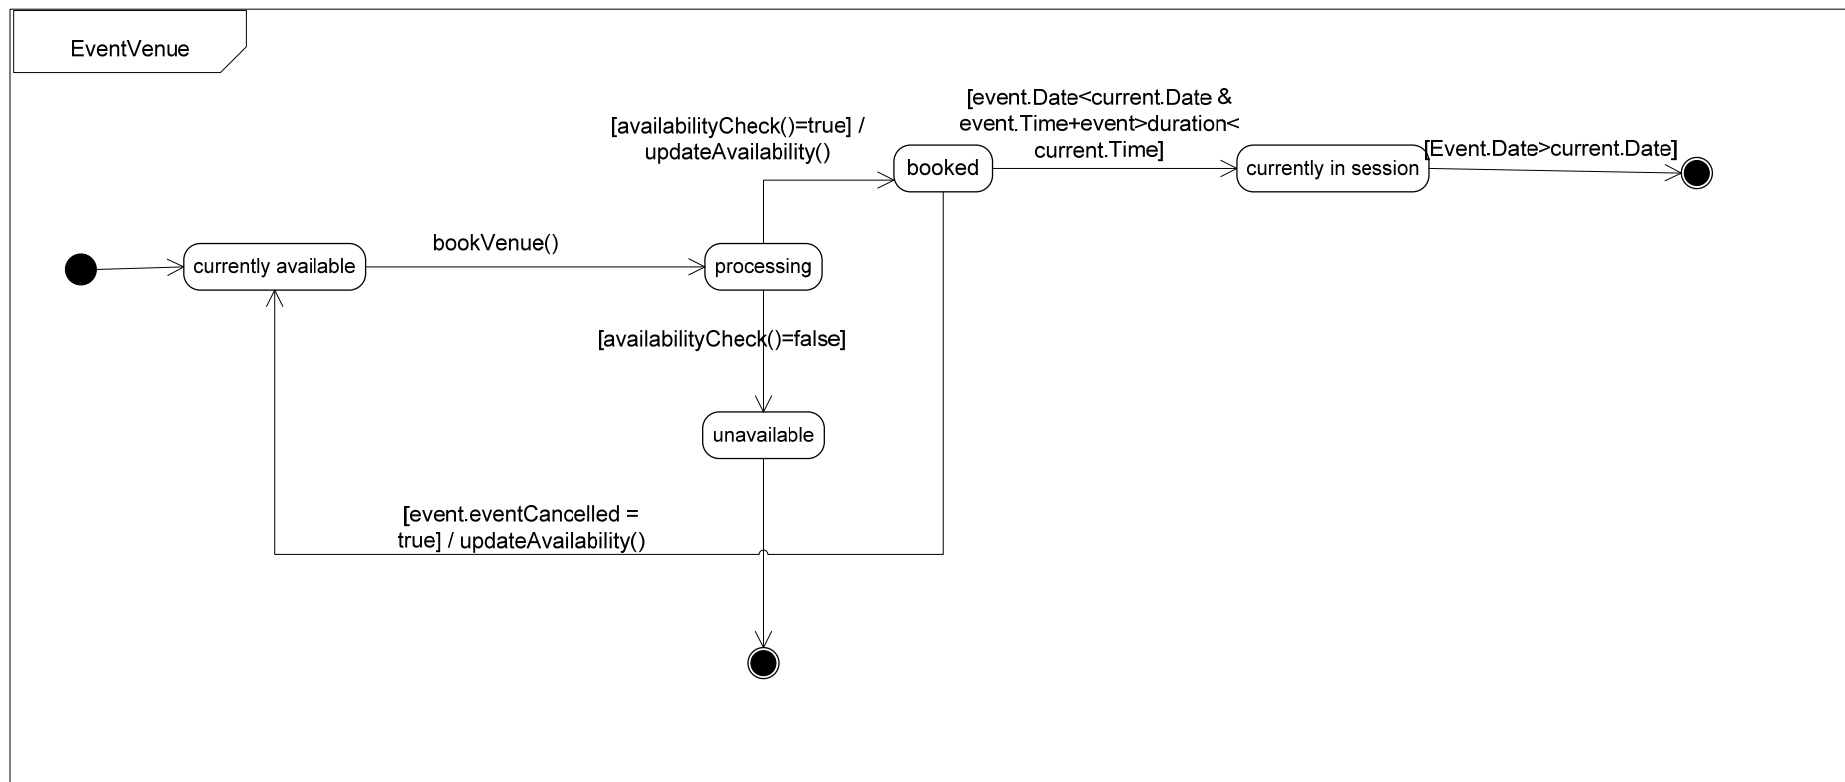 EventVenue
[event.Date<current.Date &
event.Time+event>duration<
current.Time]
[availabilityCheck()=true] /
updateAvailability()
booked
currently in session
[Event.Date>current.Date]
bookVenue()
currently available
processing
[availabilityCheck()=false]
unavailable
[event.eventCancelled =
true] / updateAvailability()